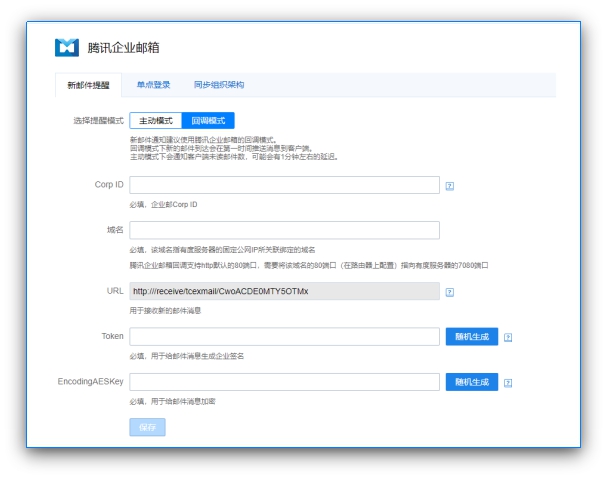 腾讯企业邮箱
新邮件提醒 单点登录 同步组织架构
选择提醒模式 主动模式 回调模式
新邮件通知建议使用腾讯企业邮箱的回调模式。
回调模式下新的邮件到达会在第一时间推送消息到客户端。
主动模式下会通知客户端未读邮件数，可能会有1分钟左右的延迟。
Corp ID ?
必填，企业邮Corp ID
域名
必填，该域名指有度服务器的固定公网IP所关联绑定的域名
腾讯企业邮箱回调支持http默认的80端口，需要将该域名的80端口（在路由器上配置）指向有度服务器的7080端口
URL http:///receive/tcexmail/CwoACDE0MTY5OTMx ?
用于接收新的邮件消息
Token 随机生成 ?
必填，用于给邮件消息生成企业签名
EncodingAESKey 随机生成 ?
必填，用于给邮件消息加密
保存